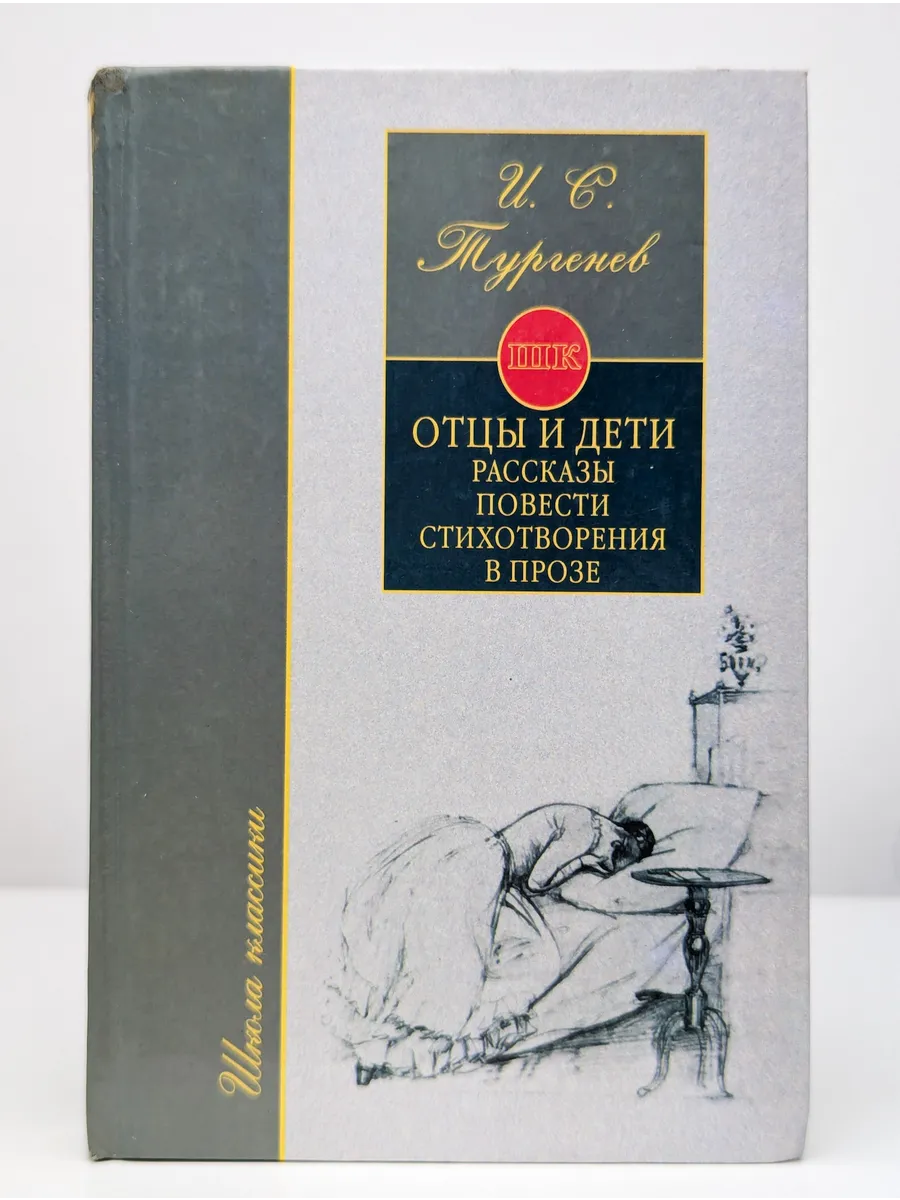 И. С.
Тургенев
ШК
ОТЦЫ И ДЕТИ
РАССКАЗЫ
ПОВЕСТИ
СТИХОТВОРЕНИЯ
В ПРОЗЕ
Школа классики